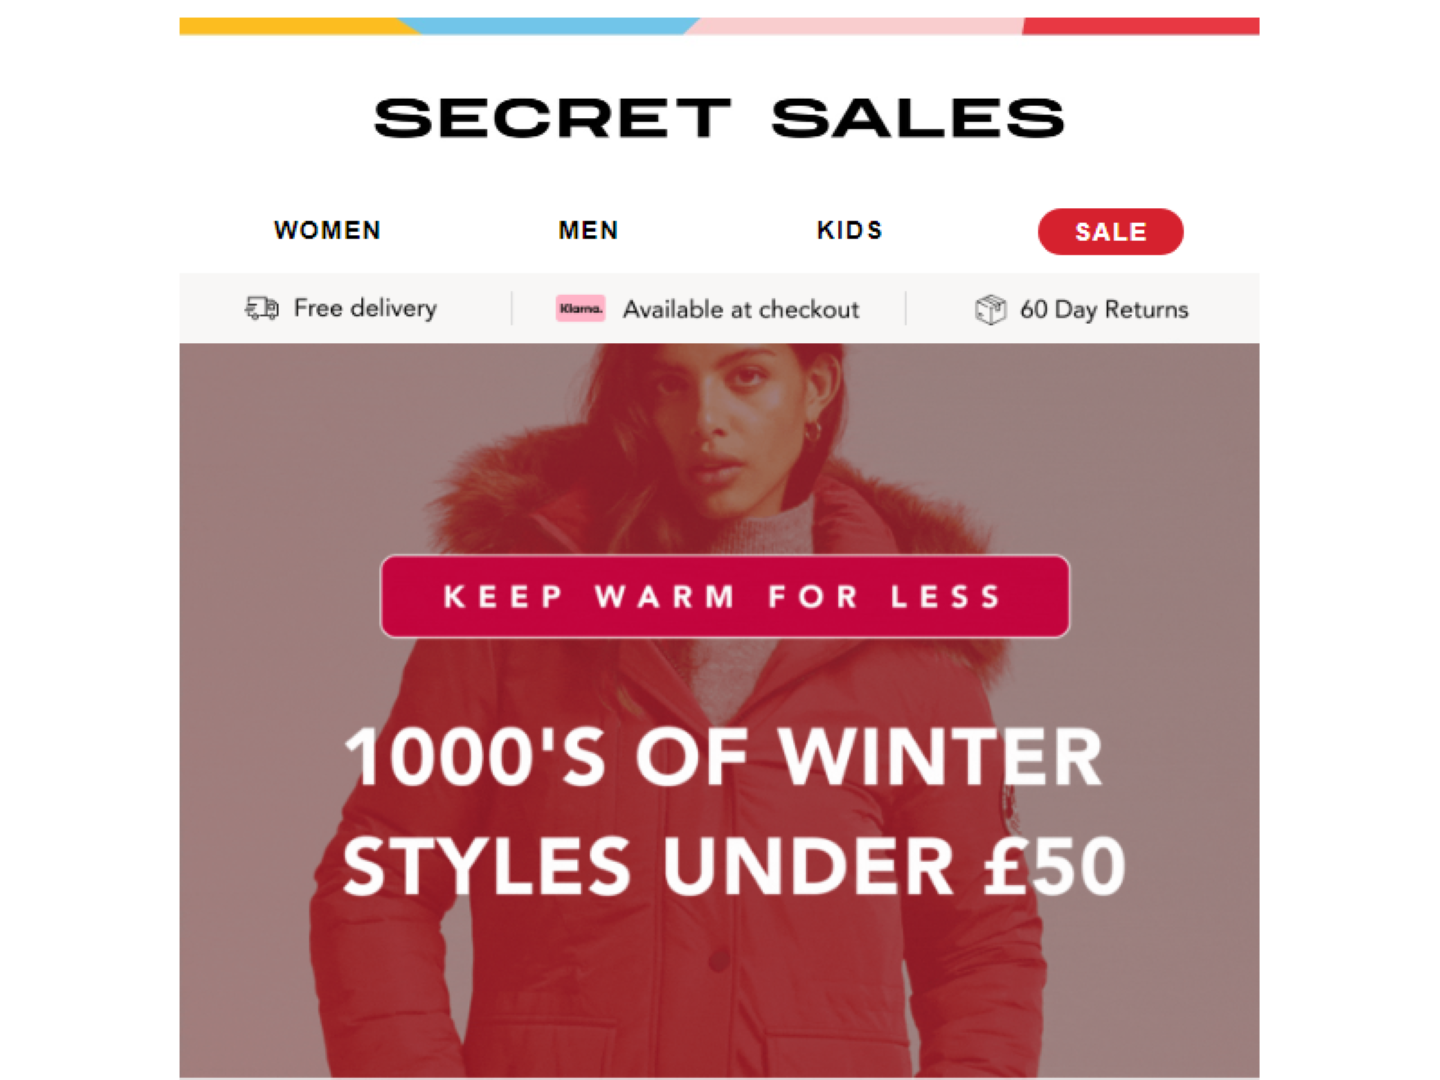 SECRET SALES
WOMEN MEN KIDS SALE
Free delivery Klarna. Available at checkout 60 Day Returns
KEEP WARM FOR LESS
1000'S OF WINTER
STYLES UNDER £50